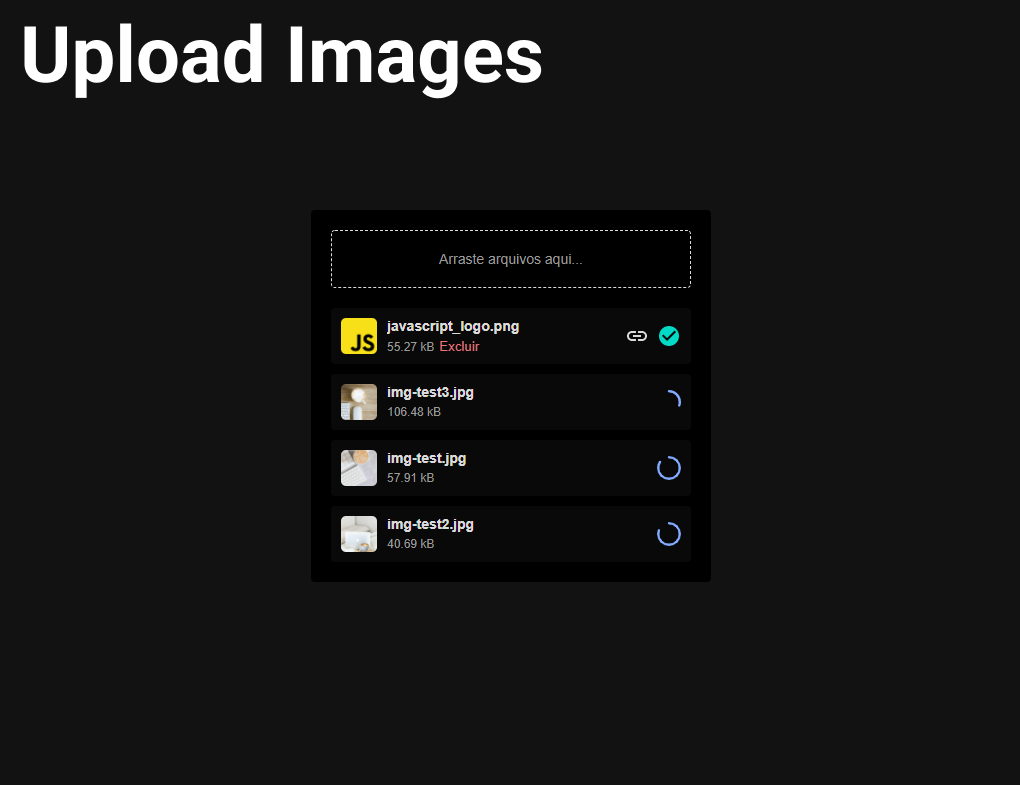 Upload Images
Arraste arquivos aqui...
JS
javascript_logo.png
55.27 kB Excluir
img-test3.jpg
106.48 kB
img-test.jpg
57.91 kB
img-test2.jpg
40.69 kB